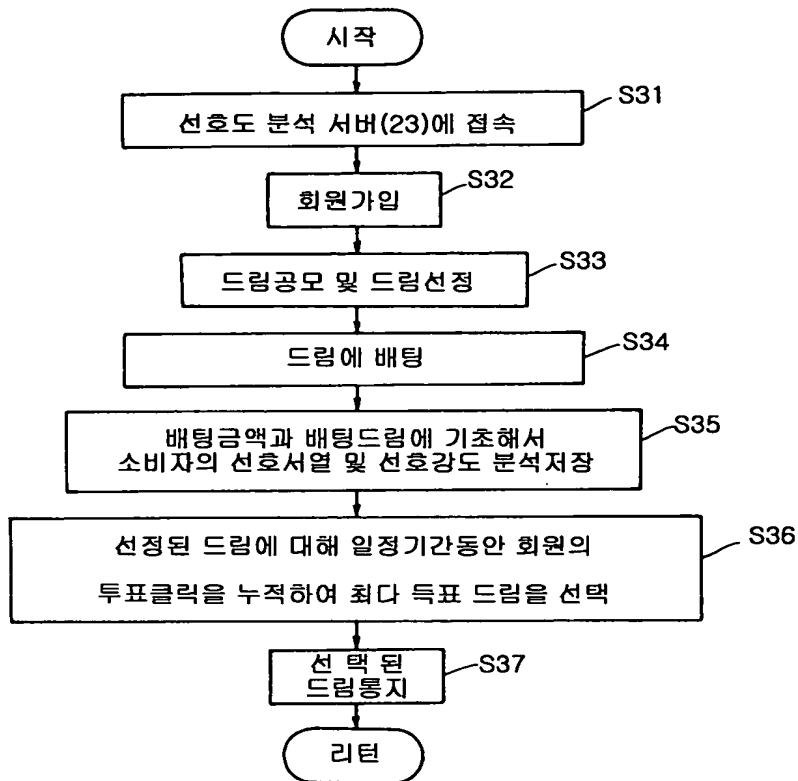 시작
선호도 분석 서버(23)에 접속
S31
회원가입
S32
드림공모 및 드림선정
S33
드림에 배팅
S34
배팅금액과 배팅드림에 기초해서
소비자의 선호서열 및 선호강도 분석저장
S35
선정된 드림에 대해 일정기간동안 회원의
투표클릭을 누적하여 최다 득표 드림을 선택
S36
선 택 된
드림통지
S37
리턴